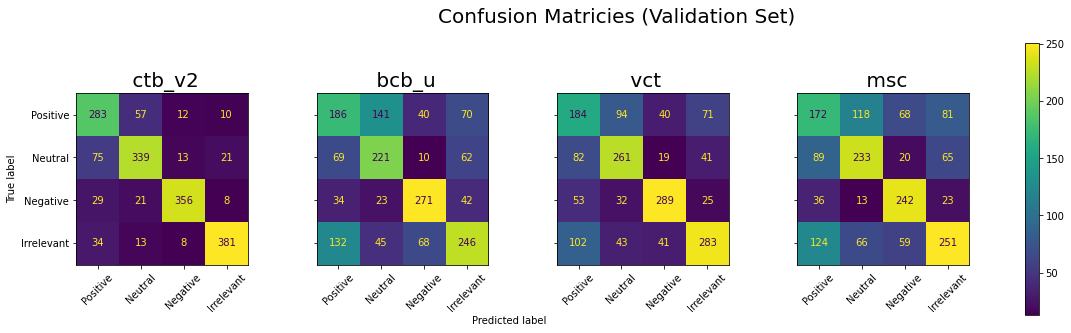 Confusion Matricies (Validation Set)
ctb_v2
bcb_u
vct
msc
True label
Positive
283 57 12 10
186 141 40 70
184 94 40 71
172 118 68 81
Neutral
75 339 13 21
69 221 10 62
82 261 19 41
89 233 20 65
Negative
29 21 356 8
34 23 271 42
53 32 289 25
36 13 242 23
Irrelevant
34 13 8 381
132 45 68 246
102 43 41 283
124 66 59 251
Positive Neutral Negative Irrelevant
Positive Neutral Negative Irrelevant
Positive Neutral Negative Irrelevant
Positive Neutral Negative Irrelevant
Predicted label
250
200
150
100
50